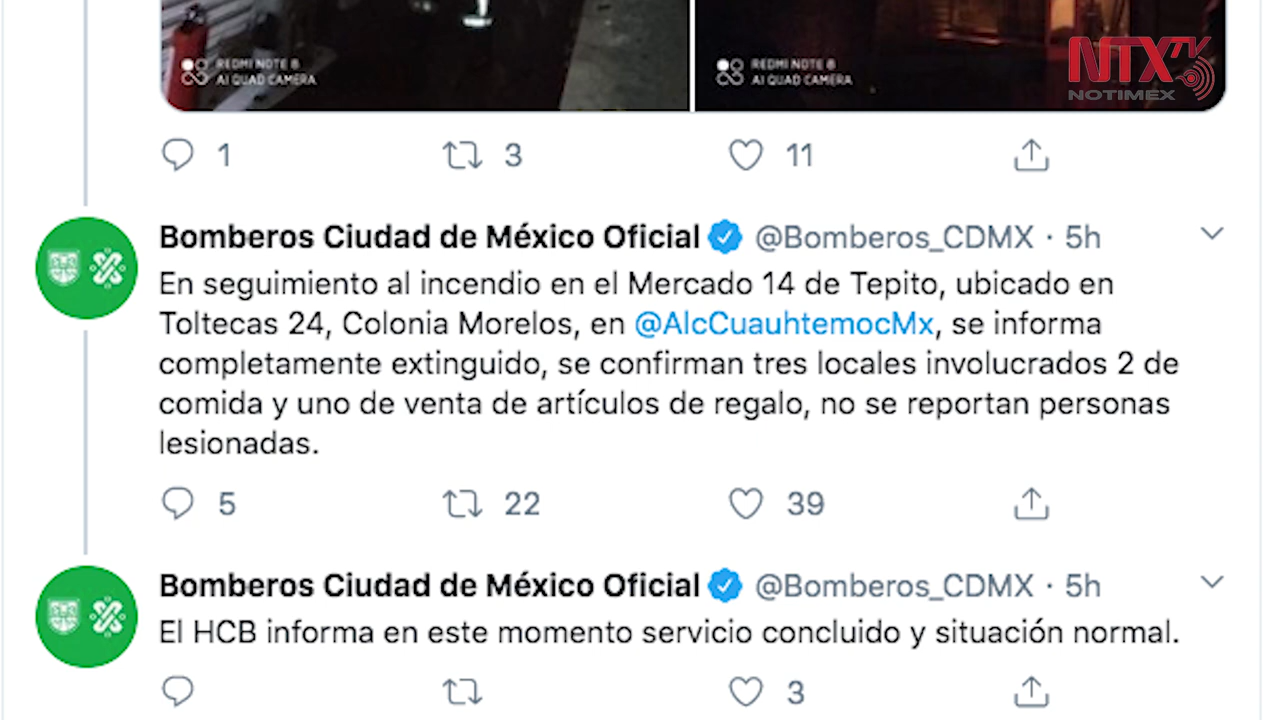 REDMI NOTE 8
AI QUAD CAMERA
REDMI NOTE 8
AI QUAD CAMERA
NTX TV
NOTIMEX
1 3 11
Bomberos Ciudad de México Oficial @Bomberos_CDMX · 5h
En seguimiento al incendio en el Mercado 14 de Tepito, ubicado en
Toltecas 24, Colonia Morelos, en @AlcCuauhtemocMx, se informa
completamente extinguido, se confirman tres locales involucrados 2 de
comida y uno de venta de artículos de regalo, no se reportan personas
lesionadas.
5 22 39
Bomberos Ciudad de México Oficial @Bomberos_CDMX · 5h
El HCB informa en este momento servicio concluido y situación normal.
3